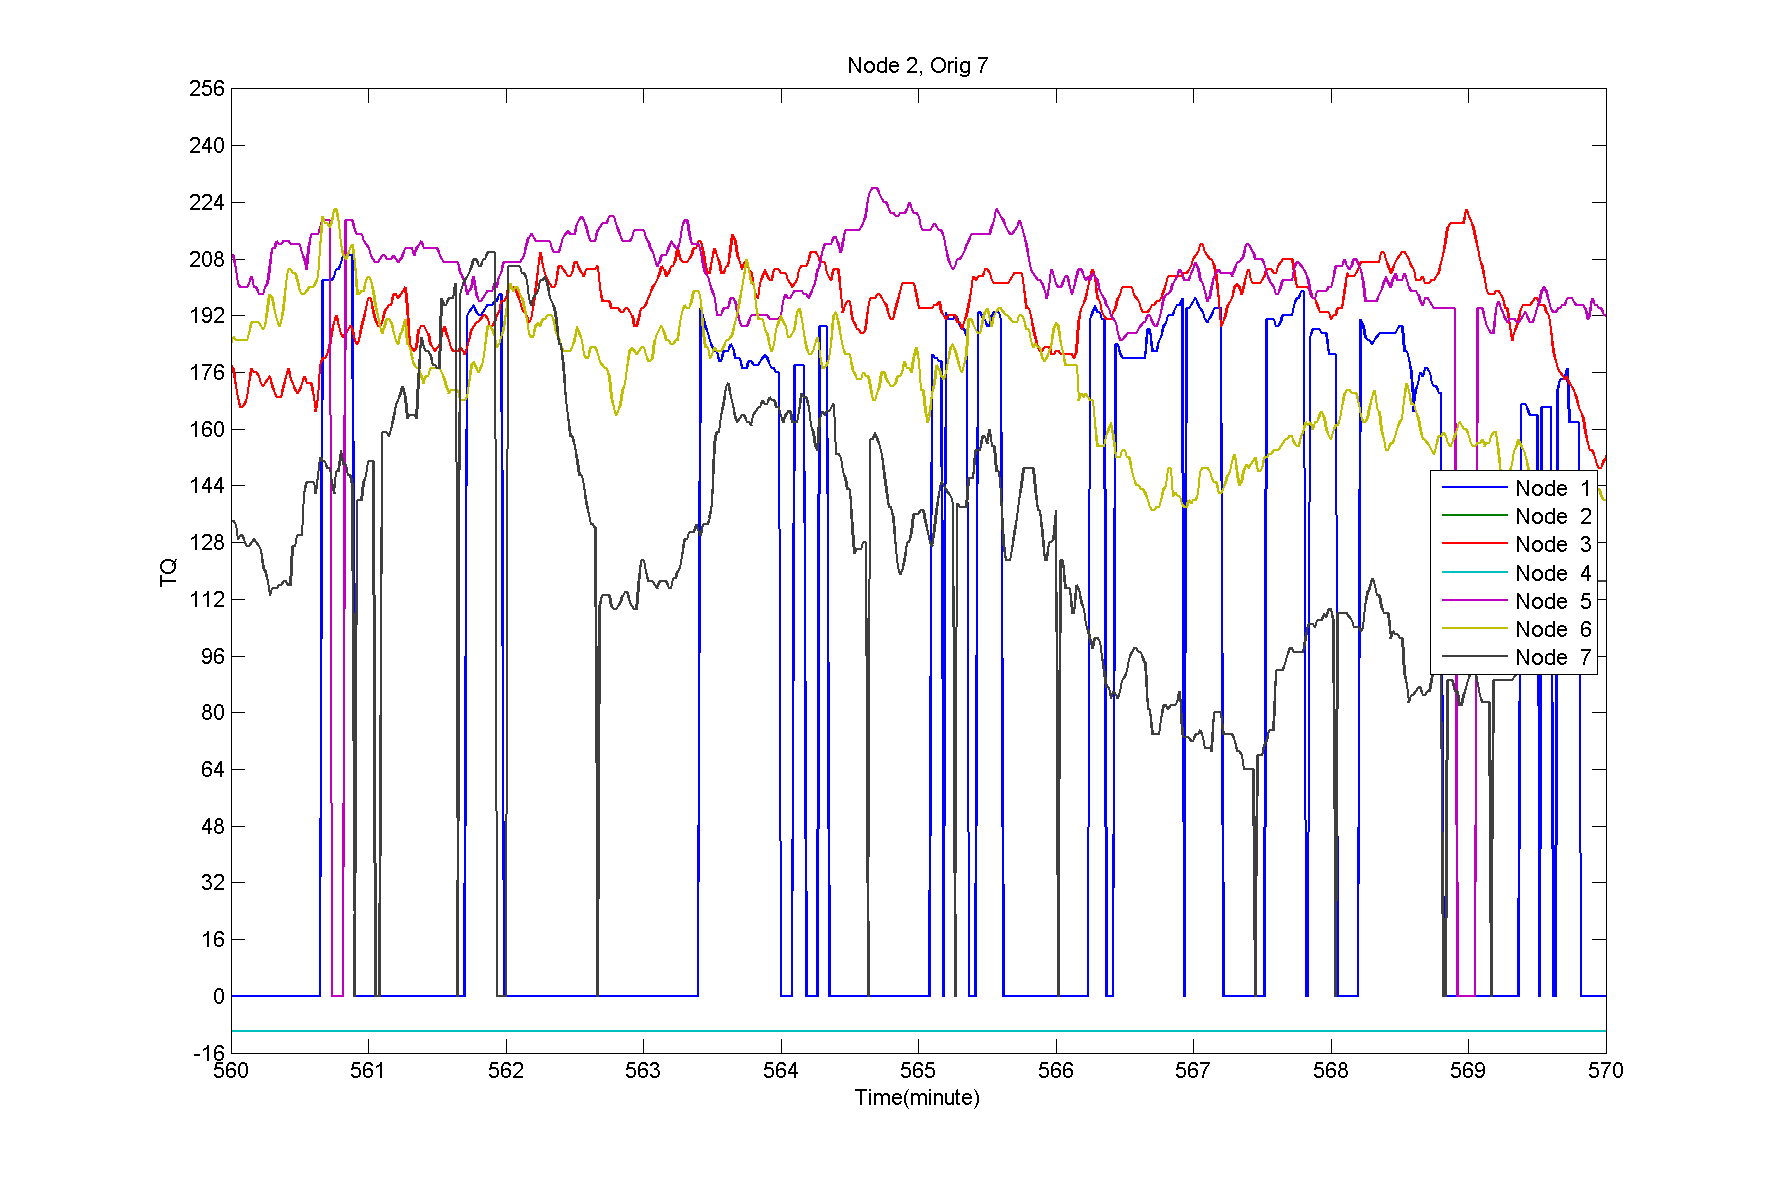 Node 2, Orig 7
256
240
224
208
192
176
160
144
128
112
96
80
64
48
32
16
0
-16
TQ
Node 1
Node 2
Node 3
Node 4
Node 5
Node 6
Node 7
560 561 562 563 564 565 566 567 568 569 570
Time(minute)